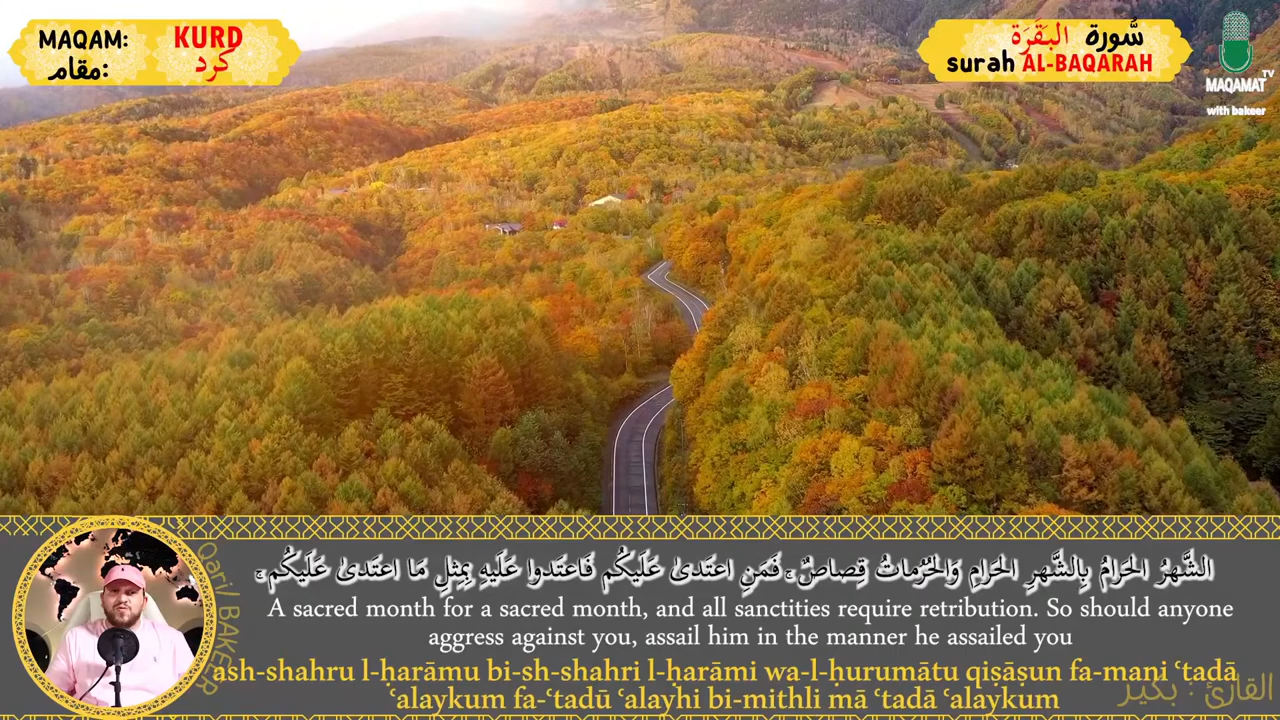 MAQAM:
مقام:
KURD
كرد
سُّورة البَقَرَة
surah AL-BAQARAH
MAQAMAT TV
with bakeer
الشَّهرُ الحَرامُ بِالشَّهرِ الحَرامِ وَالحُرُماتُ قِصاصٌ ۚ فَمَنِ اعتَدىٰ عَلَيكُم فَاعتَدوا عَلَيهِ بِمِثلِ مَا اعتَدىٰ عَلَيكُم ۚ
A sacred month for a sacred month, and all sanctities require retribution. So should anyone
aggress against you, assail him in the manner he assailed you
ash-shahru l-ḥarāmu bi-sh-shahri l-ḥarāmi wa-l-ḥurumātu qiṣāṣun fa-mani ʿtadā
ʿalaykum fa-ʿtadū ʿalayhi bi-mithli mā ʿtadā ʿalaykum
Qari/ BAKEER
القارئ : بكير